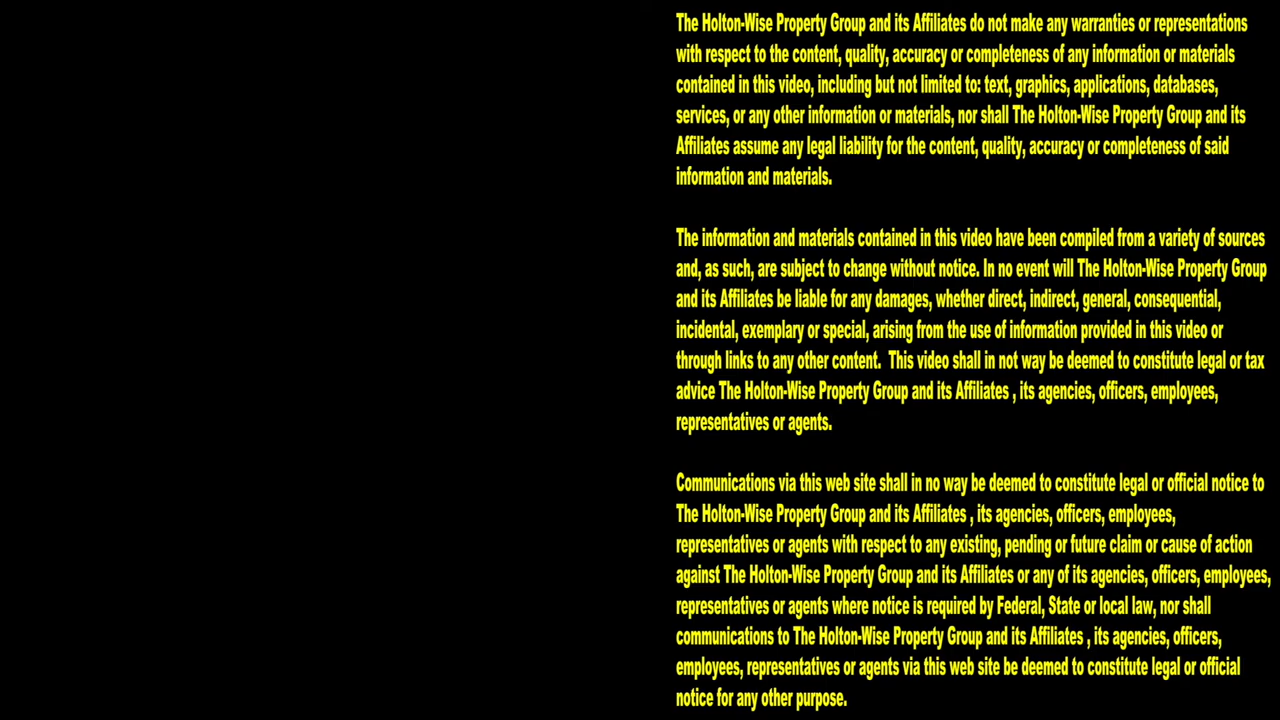 The Holton-Wise Property Group and its Affiliates do not make any warranties or representations
with respect to the content, quality, accuracy or completeness of any information or materials
contained in this video, including but not limited to: text, graphics, applications, databases,
services, or any other information or materials, nor shall The Holton-Wise Property Group and its
Affiliates assume any legal liability for the content, quality, accuracy or completeness of said
information and materials.
The information and materials contained in this video have been compiled from a variety of sources
and, as such, are subject to change without notice. In no event will The Holton-Wise Property Group
and its Affiliates be liable for any damages, whether direct, indirect, general, consequential,
incidental, exemplary or special, arising from the use of information provided in this video or
through links to any other content.  This video shall in not way be deemed to constitute legal or tax
advice The Holton-Wise Property Group and its Affiliates , its agencies, officers, employees,
representatives or agents.
Communications via this web site shall in no way be deemed to constitute legal or official notice to
The Holton-Wise Property Group and its Affiliates , its agencies, officers, employees,
representatives or agents with respect to any existing, pending or future claim or cause of action
against The Holton-Wise Property Group and its Affiliates or any of its agencies, officers, employees,
representatives or agents where notice is required by Federal, State or local law, nor shall
communications to The Holton-Wise Property Group and its Affiliates , its agencies, officers,
employees, representatives or agents via this web site be deemed to constitute legal or official
notice for any other purpose.